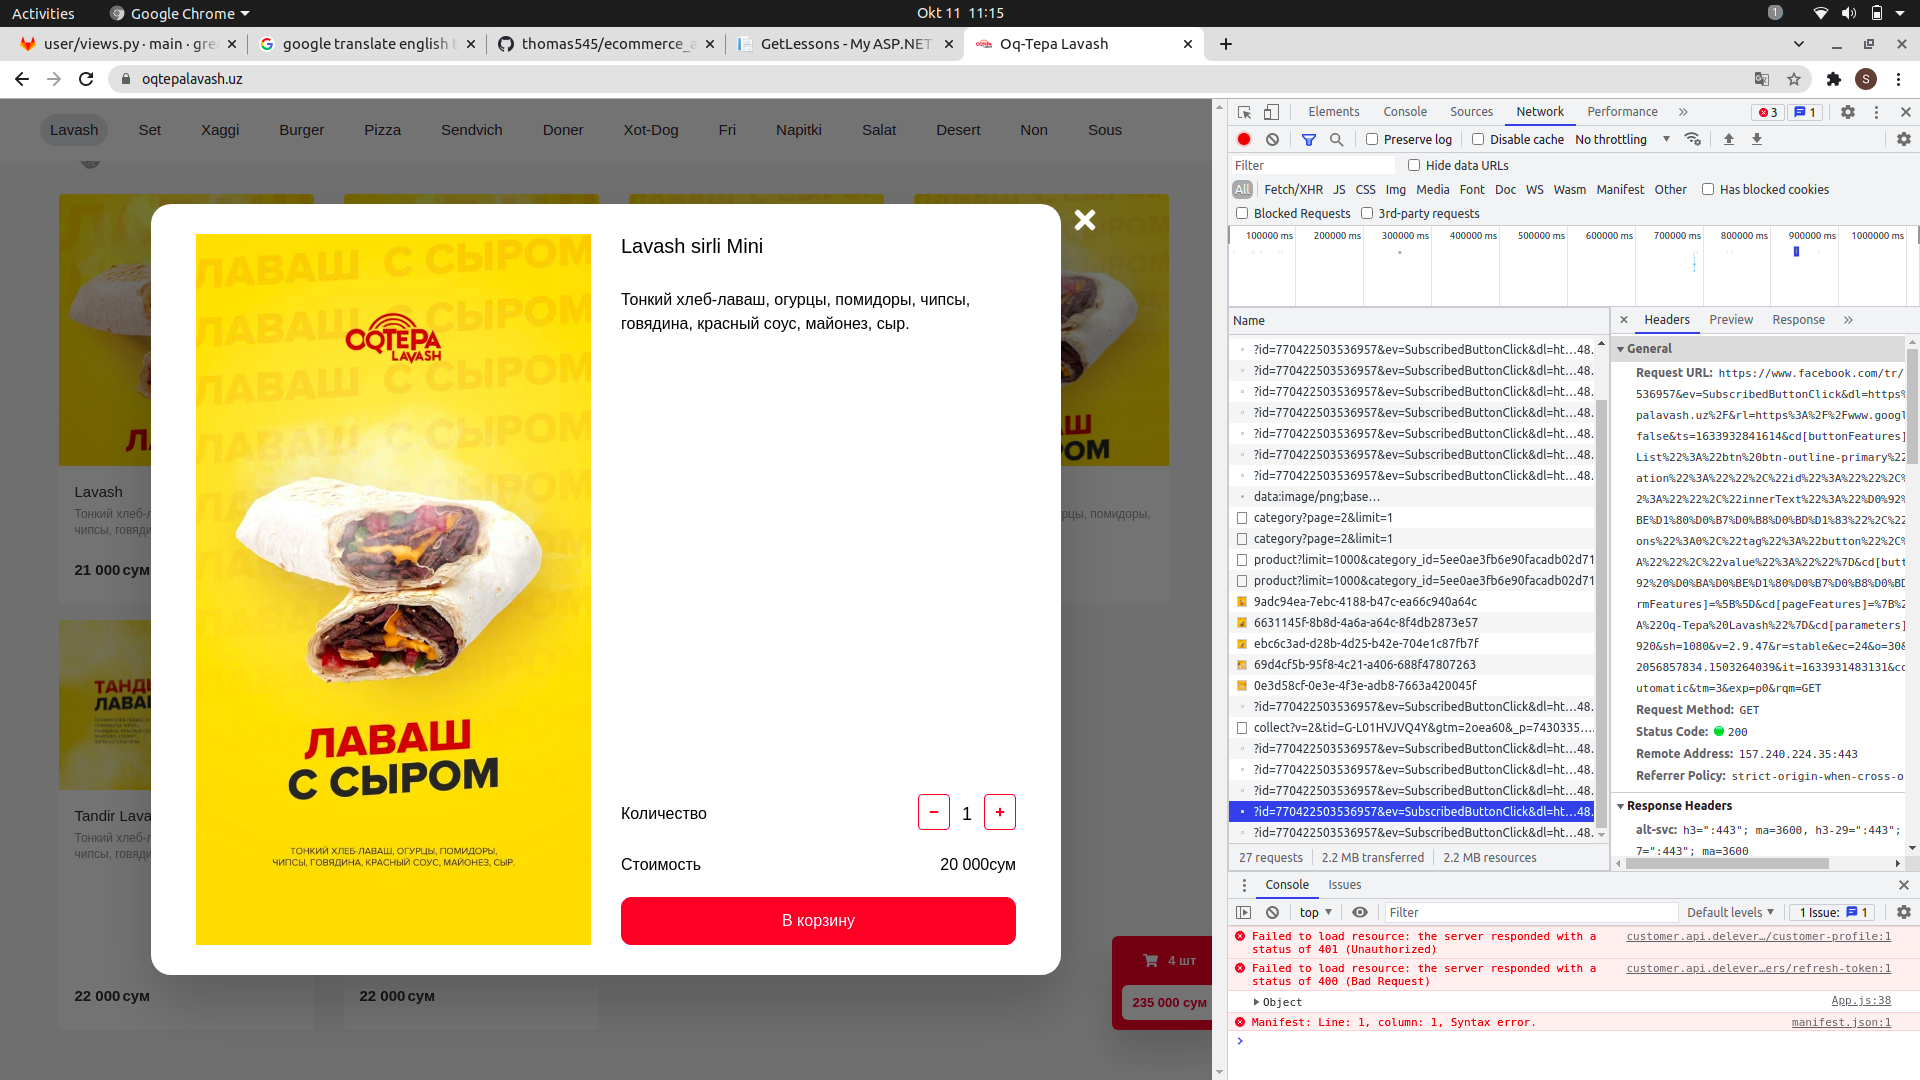 Activities
Google Chrome
Okt 11 11:15
1
user/views.py · main · gre
google translate english t
thomas545/ecommerce_a
GetLessons - My ASP.NET
Oq-Tepa Lavash
oqtepalavash.uz
S
Lavash
Set
Xaggi
Burger
Pizza
Sendvich
Doner
Xot-Dog
Fri
Napitki
Salat
Desert
Non
Sous
Lavash
21 000 сум
Tandir Lava
22 000 сум
22 000 сум
ЛАВАШ С СЫРОМ
OQTEPA
LAVASH
ЛАВАШ
С СЫРОМ
ТОНКИЙ ХЛЕБ-ЛАВАШ, ОГУРЦЫ, ПОМИДОРЫ,
ЧИПСЫ, ГОВЯДИНА, КРАСНЫЙ СОУС, МАЙОНЕЗ, СЫР.
Lavash sirli Mini
Тонкий хлеб-лаваш, огурцы, помидоры, чипсы,
говядина, красный соус, майонез, сыр.
Количество
− 1 +
Стоимость
20 000сум
В корзину
4 шт
235 000 сум
Elements
Console
Sources
Network
Performance
3
1
Preserve log
Disable cache
No throttling
Filter
Hide data URLs
All
Fetch/XHR
JS
CSS
Img
Media
Font
Doc
WS
Wasm
Manifest
Other
Has blocked cookies
Blocked Requests
3rd-party requests
100000 ms
200000 ms
300000 ms
400000 ms
500000 ms
600000 ms
700000 ms
800000 ms
900000 ms
1000000 ms
Name
?id=770422503536957&ev=SubscribedButtonClick&dl=ht…48.
?id=770422503536957&ev=SubscribedButtonClick&dl=ht…48.
?id=770422503536957&ev=SubscribedButtonClick&dl=ht…48.
?id=770422503536957&ev=SubscribedButtonClick&dl=ht…48.
?id=770422503536957&ev=SubscribedButtonClick&dl=ht…48.
?id=770422503536957&ev=SubscribedButtonClick&dl=ht…48.
?id=770422503536957&ev=SubscribedButtonClick&dl=ht…48.
data:image/png;base…
category?page=2&limit=1
category?page=2&limit=1
product?limit=1000&category_id=5ee0ae3fb6e90facadb02d71
product?limit=1000&category_id=5ee0ae3fb6e90facadb02d71
9adc94ea-7ebc-4188-b47c-ea66c940a64c
6631145f-8b8d-4a6a-a64c-8f4db2873e57
ebc6c3ad-d28b-4d25-b42e-704e1c87fb7f
69d4cf5b-95f8-4c21-a406-688f47807263
0e3d58cf-0e3e-4f3e-adb8-7663a420045f
?id=770422503536957&ev=SubscribedButtonClick&dl=ht…48.
collect?v=2&tid=G-L01HVJVQ4Y&gtm=2oea60&_p=7430335….
?id=770422503536957&ev=SubscribedButtonClick&dl=ht…48.
?id=770422503536957&ev=SubscribedButtonClick&dl=ht…48.
?id=770422503536957&ev=SubscribedButtonClick&dl=ht…48.
?id=770422503536957&ev=SubscribedButtonClick&dl=ht…48.
?id=770422503536957&ev=SubscribedButtonClick&dl=ht…48.
27 requests
2.2 MB transferred
2.2 MB resources
Headers
Preview
Response
General
Request URL: https://www.facebook.com/tr/
536957&ev=SubscribedButtonClick&dl=https%
palavash.uz%2F&rl=https%3A%2F%2Fwww.googl
false&ts=1633932841614&cd[buttonFeatures]
List%22%3A%22btn%20btn-outline-primary%22
ation%22%3A%22%22%2C%22id%22%3A%22%22%2C%
2%3A%22%22%2C%22innerText%22%3A%22%D0%92%
BE%D1%80%D0%B7%D0%B8%D0%BD%D1%83%22%2C%22
ons%22%3A0%2C%22tag%22%3A%22button%22%2C%
A%22%22%2C%22value%22%3A%22%22%7D&cd[butt
92%20%D0%BA%D0%BE%D1%80%D0%B7%D0%B8%D0%BD
rmFeatures]=%5B%5D&cd[pageFeatures]=%7B%2
A%22Oq-Tepa%20Lavash%22%7D&cd[parameters]
920&sh=1080&v=2.9.47&r=stable&ec=24&o=30&
2056857834.1503264039&it=1633931483131&co
utomatic&tm=3&exp=p0&rqm=GET
Request Method: GET
Status Code: 200
Remote Address: 157.240.224.35:443
Referrer Policy: strict-origin-when-cross-o
Response Headers
alt-svc: h3=":443"; ma=3600, h3-29=":443";
7=":443"; ma=3600
Console
Issues
top
Filter
Default levels
1 Issue: 1
Failed to load resource: the server responded with a
status of 401 (Unauthorized)
customer.api.delever…/customer-profile:1
Failed to load resource: the server responded with a
status of 400 (Bad Request)
customer.api.delever…ers/refresh-token:1
Object
App.js:38
Manifest: Line: 1, column: 1, Syntax error.
manifest.json:1